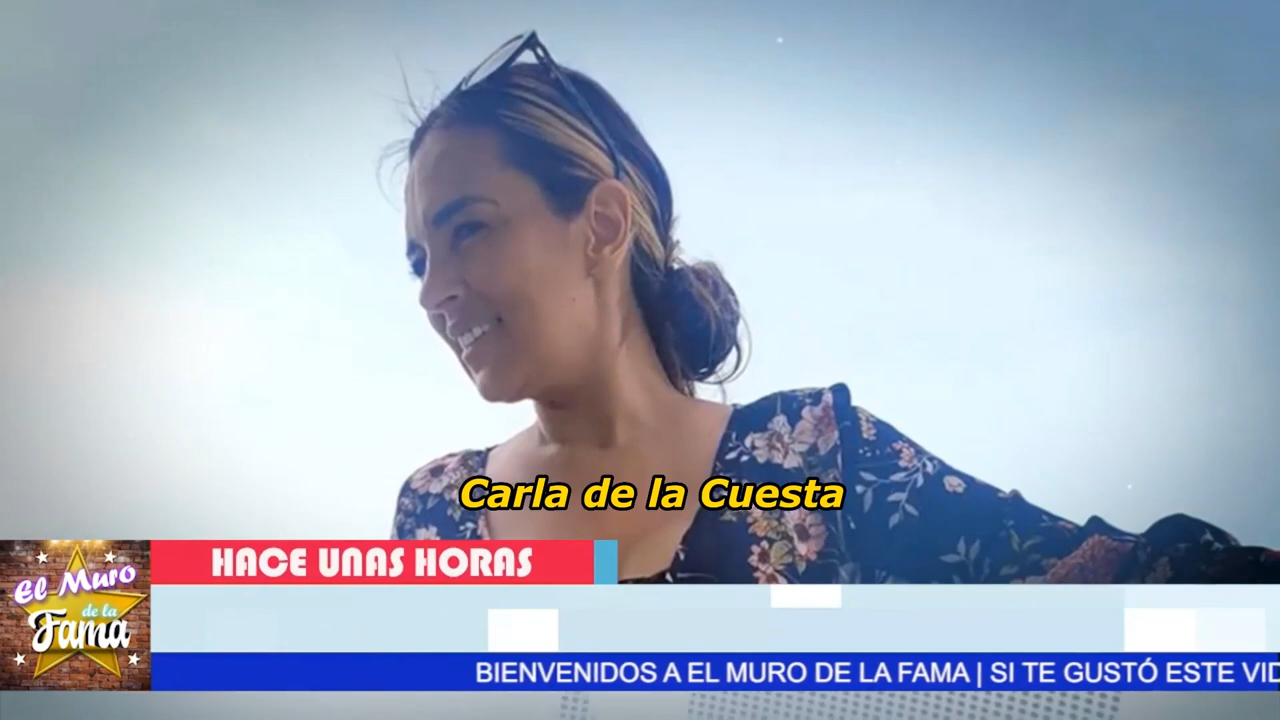 Carla de la Cuesta
HACE UNAS HORAS
El Muro
de la
Fama
BIENVENIDOS A EL MURO DE LA FAMA | SI TE GUSTÓ ESTE VID